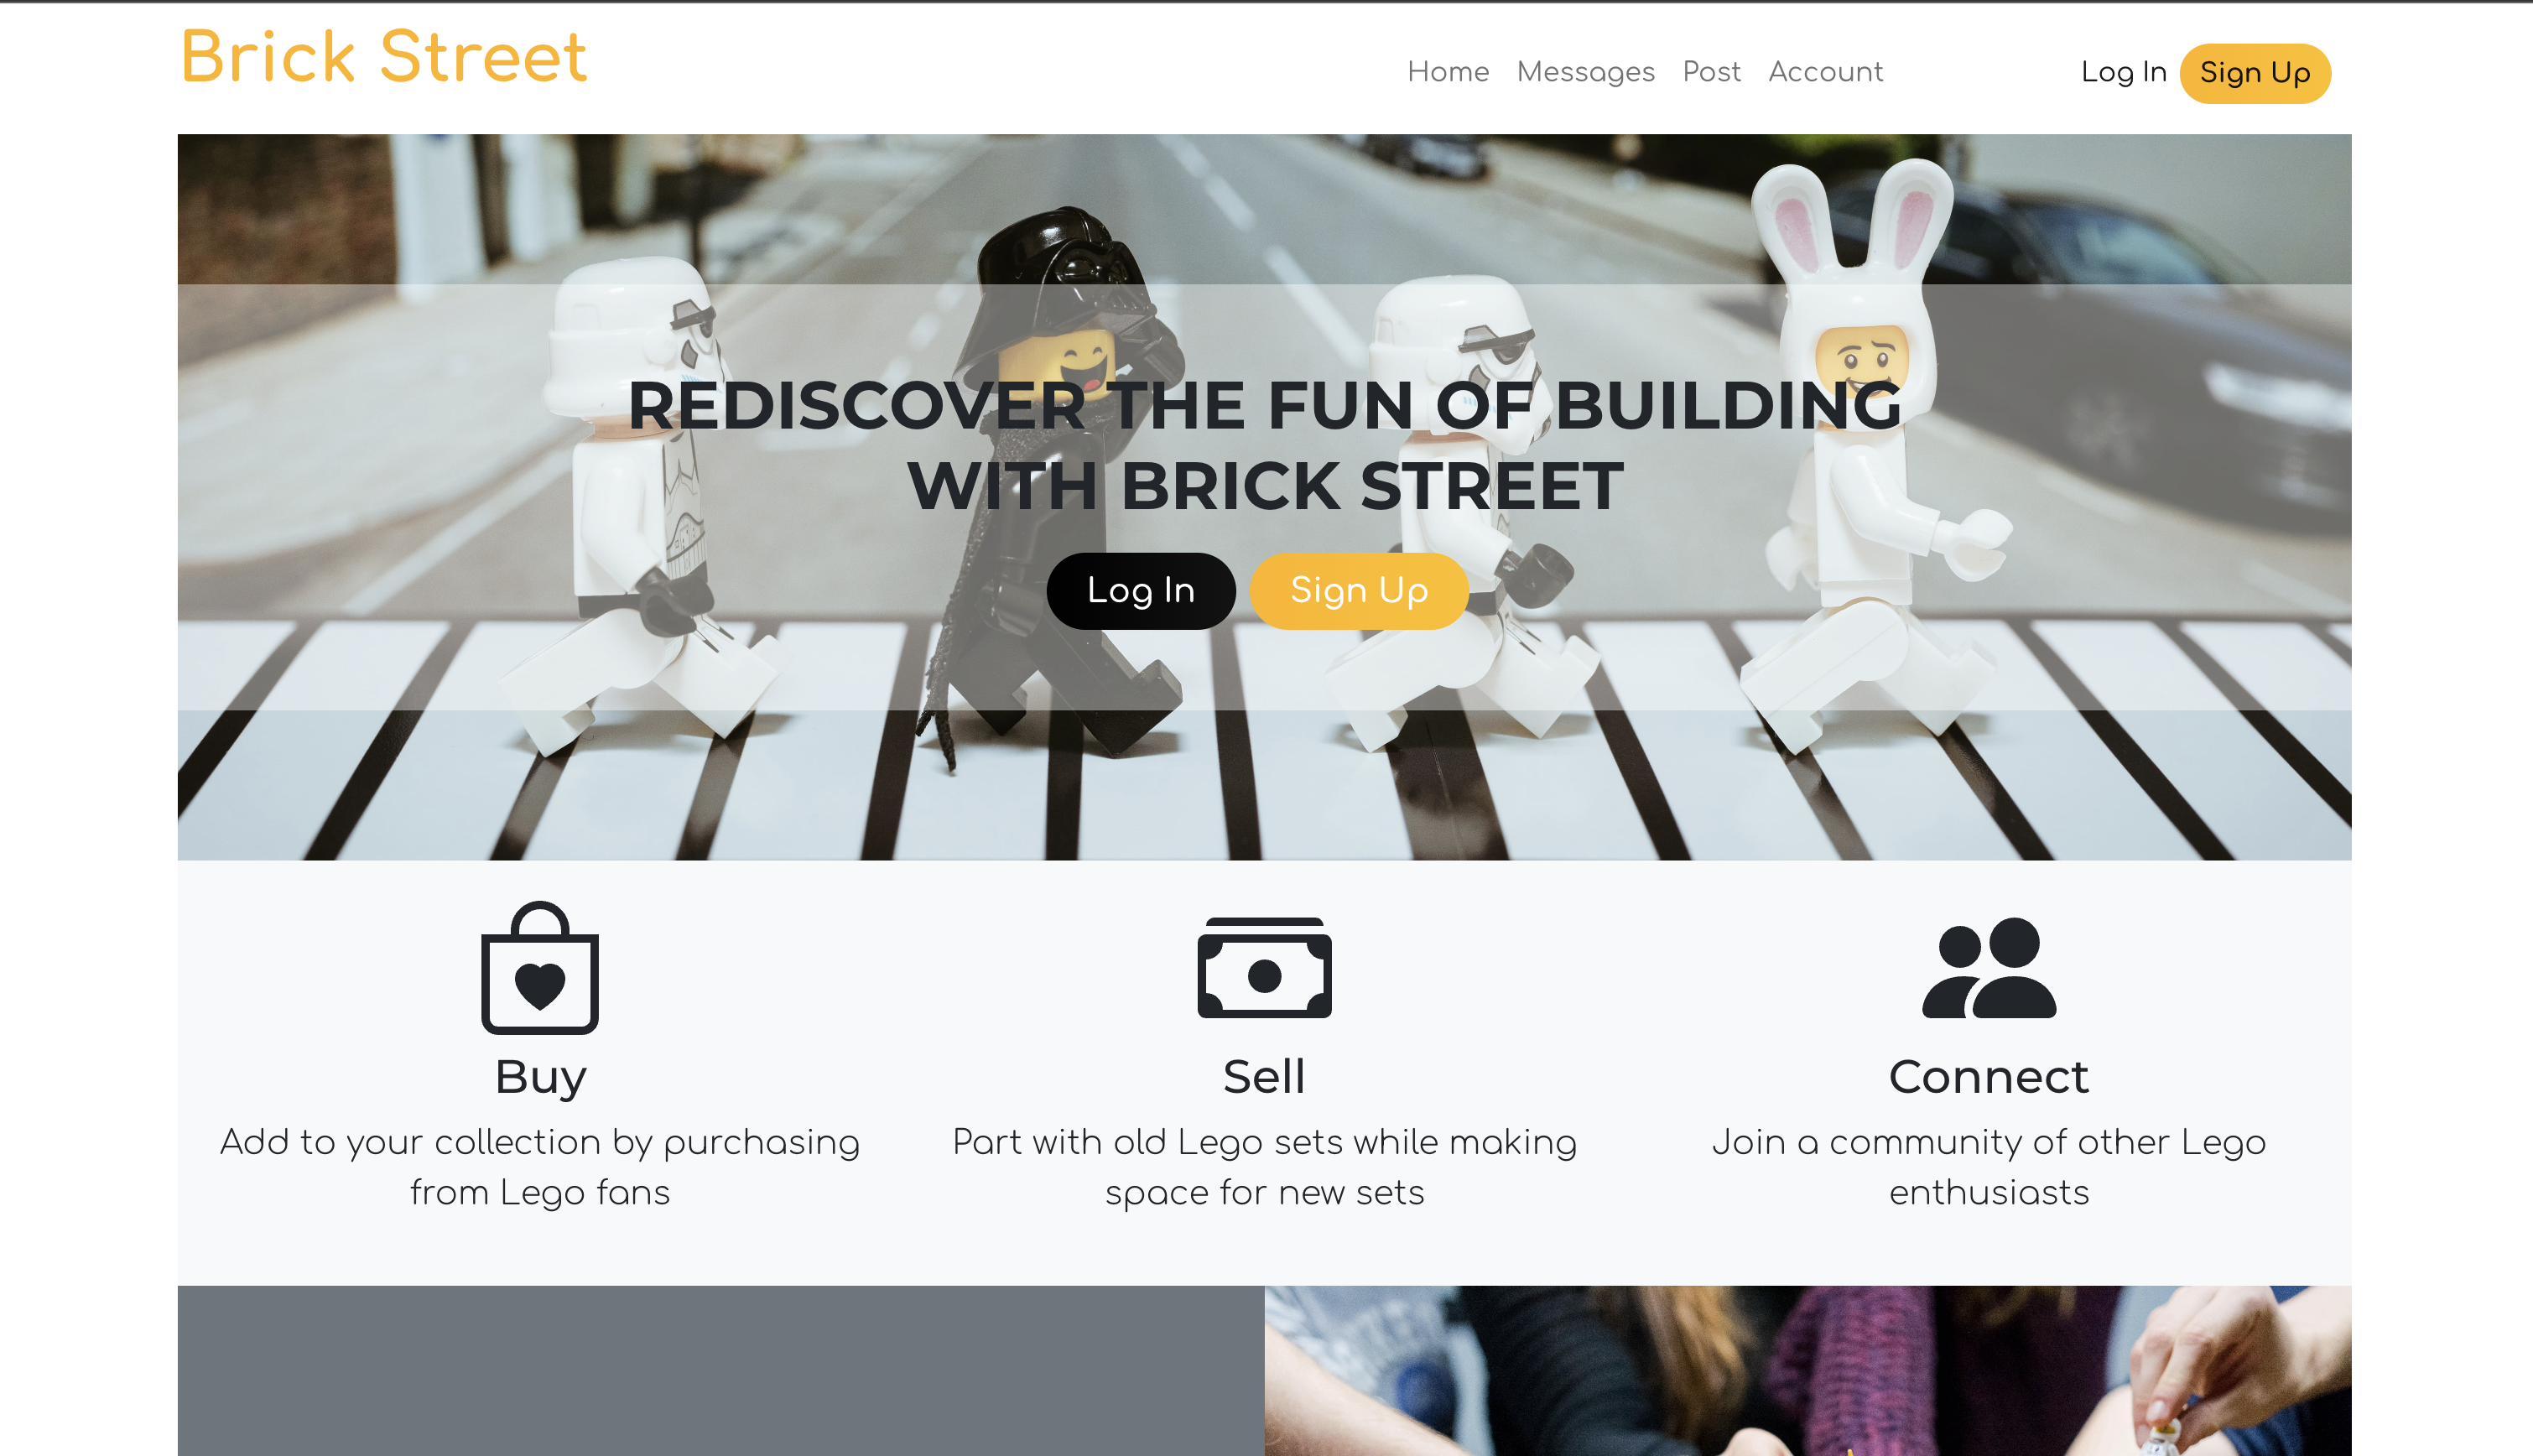 Brick Street
Home Messages Post Account Log In Sign Up
REDISCOVER THE FUN OF BUILDING
WITH BRICK STREET
Log In Sign Up
Buy
Add to your collection by purchasing
from Lego fans
Sell
Part with old Lego sets while making
space for new sets
Connect
Join a community of other Lego
enthusiasts